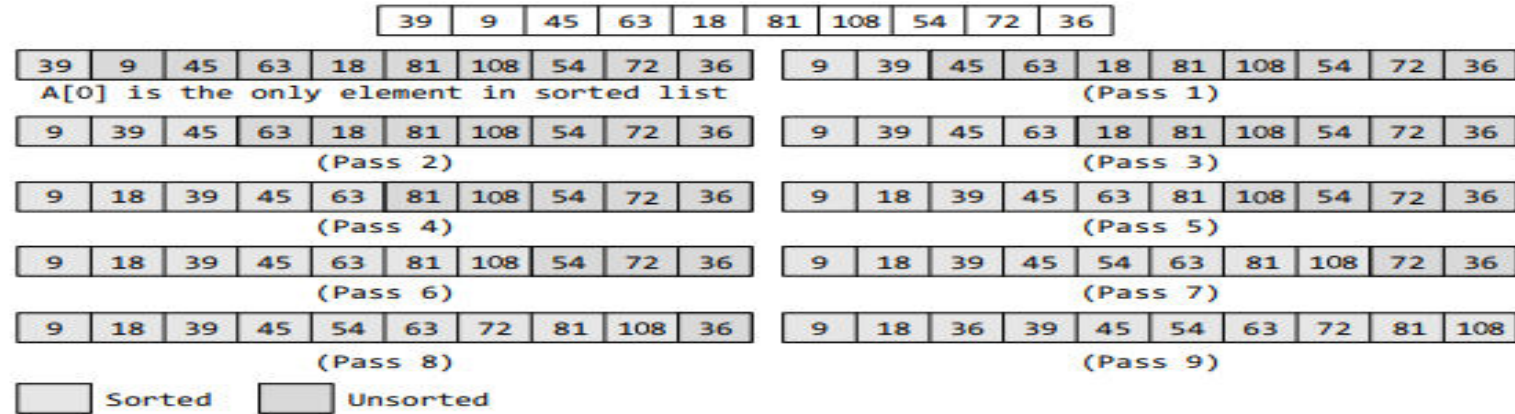 39 9 45 63 18 81 108 54 72 36
39 9 45 63 18 81 108 54 72 36
A[0] is the only element in sorted list
9 39 45 63 18 81 108 54 72 36
(Pass 1)
9 39 45 63 18 81 108 54 72 36
(Pass 2)
9 39 45 63 18 81 108 54 72 36
(Pass 3)
9 18 39 45 63 81 108 54 72 36
(Pass 4)
9 18 39 45 63 81 108 54 72 36
(Pass 5)
9 18 39 45 63 81 108 54 72 36
(Pass 6)
9 18 39 45 54 63 81 108 72 36
(Pass 7)
9 18 39 45 54 63 72 81 108 36
(Pass 8)
9 18 36 39 45 54 63 72 81 108
(Pass 9)
Sorted
Unsorted